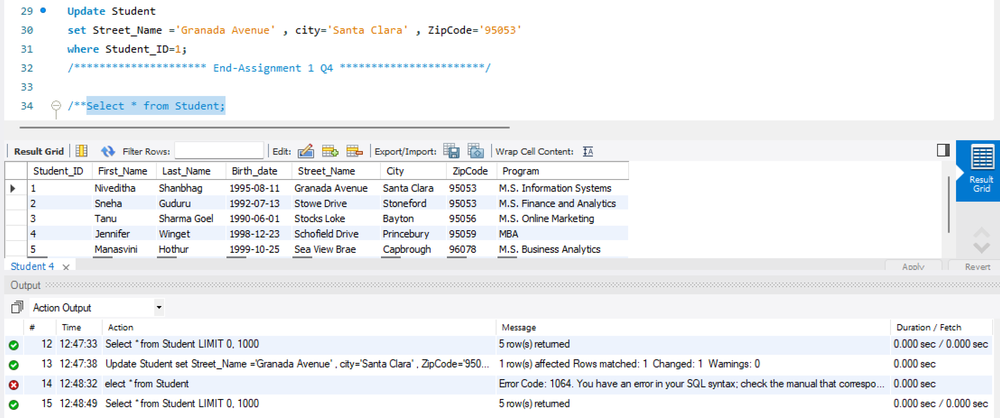 29 Update Student
30 set Street_Name ='Granada Avenue' , city='Santa Clara' , ZipCode='95053'
31 where Student_ID=1;
32 /********************* End-Assignment 1 Q4 ***********************/
33
34 /**Select * from Student;
Result Grid Filter Rows: Edit: Export/Import: Wrap Cell Content:
Student_ID First_Name Last_Name Birth_date Street_Name City ZipCode Program
1 Niveditha Shanbhag 1995-08-11 Granada Avenue Santa Clara 95053 M.S. Information Systems
2 Sneha Guduru 1992-07-13 Stowe Drive Stoneford 95053 M.S. Finance and Analytics
3 Tanu Sharma Goel 1990-06-01 Stocks Loke Bayton 95056 M.S. Online Marketing
4 Jennifer Winget 1998-12-23 Schofield Drive Princebury 95059 MBA
5 Manasvini Hothur 1999-10-25 Sea View Brae Capbrough 96078 M.S. Business Analytics
Result
Grid
Student 4 Apply Revert
Output
Action Output
# Time Action Message Duration / Fetch
12 12:47:33 Select * from Student LIMIT 0, 1000 5 row(s) returned 0.000 sec / 0.000 sec
13 12:47:38 Update Student set Street_Name ='Granada Avenue' , city='Santa Clara' , ZipCode='950... 1 row(s) affected Rows matched: 1 Changed: 1 Warnings: 0 0.000 sec
14 12:48:32 elect * from Student Error Code: 1064. You have an error in your SQL syntax; check the manual that correspo... 0.000 sec
15 12:48:49 Select * from Student LIMIT 0, 1000 5 row(s) returned 0.000 sec / 0.000 sec